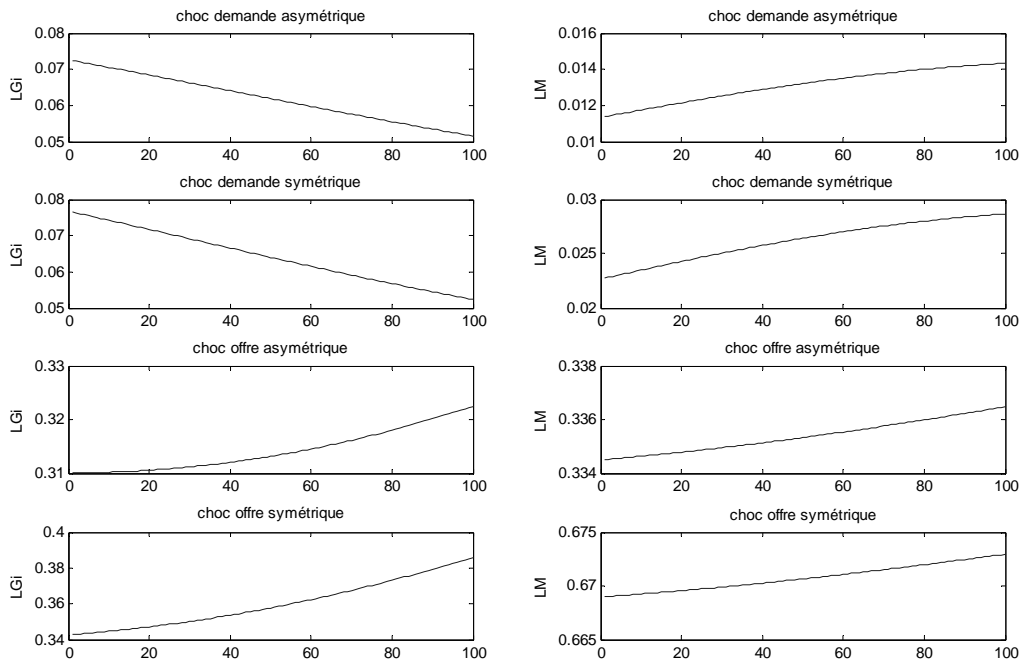 choc demande asymétrique
0.08
0.07
0.06
0.05
LGi
0 20 40 60 80 100
choc demande asymétrique
0.016
0.014
0.012
0.01
LM
0 20 40 60 80 100
choc demande symétrique
0.08
0.07
0.06
0.05
LGi
0 20 40 60 80 100
choc demande symétrique
0.03
0.025
0.02
LM
0 20 40 60 80 100
choc offre asymétrique
0.33
0.32
0.31
LGi
0 20 40 60 80 100
choc offre asymétrique
0.338
0.336
0.334
LM
0 20 40 60 80 100
choc offre symétrique
0.4
0.38
0.36
0.34
LGi
0 20 40 60 80 100
choc offre symétrique
0.675
0.67
0.665
LM
0 20 40 60 80 100